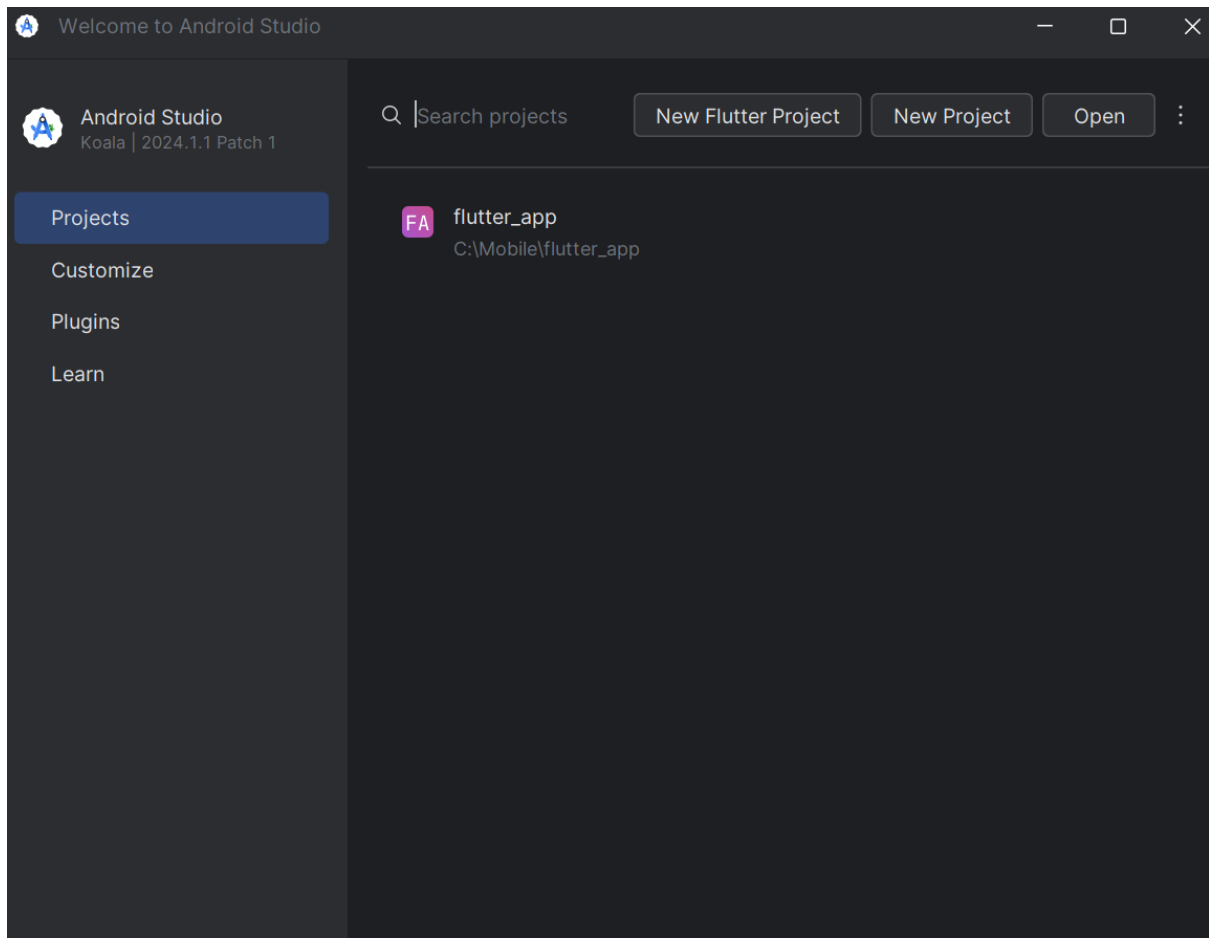 Welcome to Android Studio
Android Studio
Koala | 2024.1.1 Patch 1
Projects
Customize
Plugins
Learn
Search projects
New Flutter Project
New Project
Open
FA
flutter_app
C:\Mobile\flutter_app